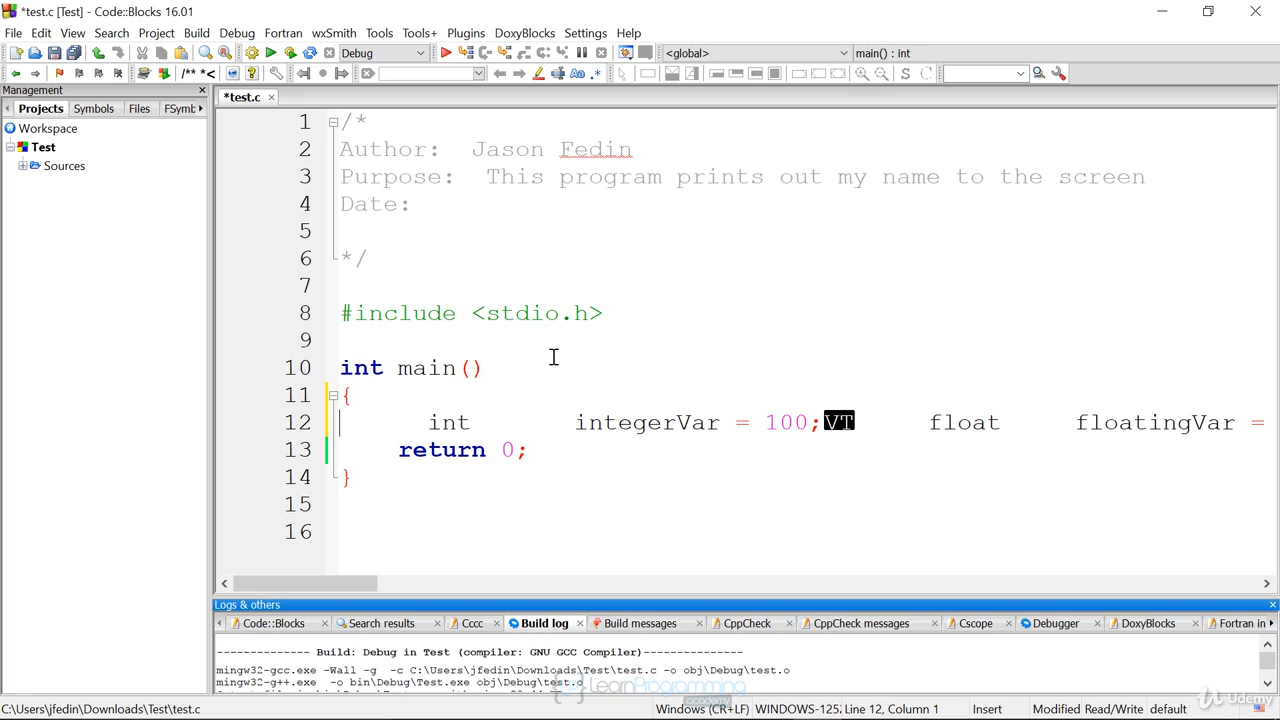 *test.c [Test] - Code::Blocks 16.01
File Edit View Search Project Build Debug Fortran wxSmith Tools Tools+ Plugins DoxyBlocks Settings Help
Debug <global> main() : int
/** *<
Management
Projects Symbols Files FSymb
*test.c
Workspace
Test
Sources
1 /*
2 Author: Jason Fedin
3 Purpose: This program prints out my name to the screen
4 Date:
5
6 */
7
8 #include <stdio.h>
9
10 int main()
11 {
12 int integerVar = 100;VT float floatingVar =
13 return 0;
14 }
15
16
Logs & others
Code::Blocks Search results Cccc Build log Build messages CppCheck CppCheck messages Cscope Debugger DoxyBlocks Fortran in
-------------- Build: Debug in Test (compiler: GNU GCC Compiler)---------------
mingw32-gcc.exe -Wall -g -c C:\Users\jfedin\Downloads\Test\test.c -o obj\Debug\test.o
mingw32-g++.exe -o bin\Debug\Test.exe obj\Debug\test.o
LearnProgramming
academy
Udemy
C:\Users\jfedin\Downloads\Test\test.c Windows (CR+LF) WINDOWS-125 Line 12, Column 1 Insert Modified Read/Write default